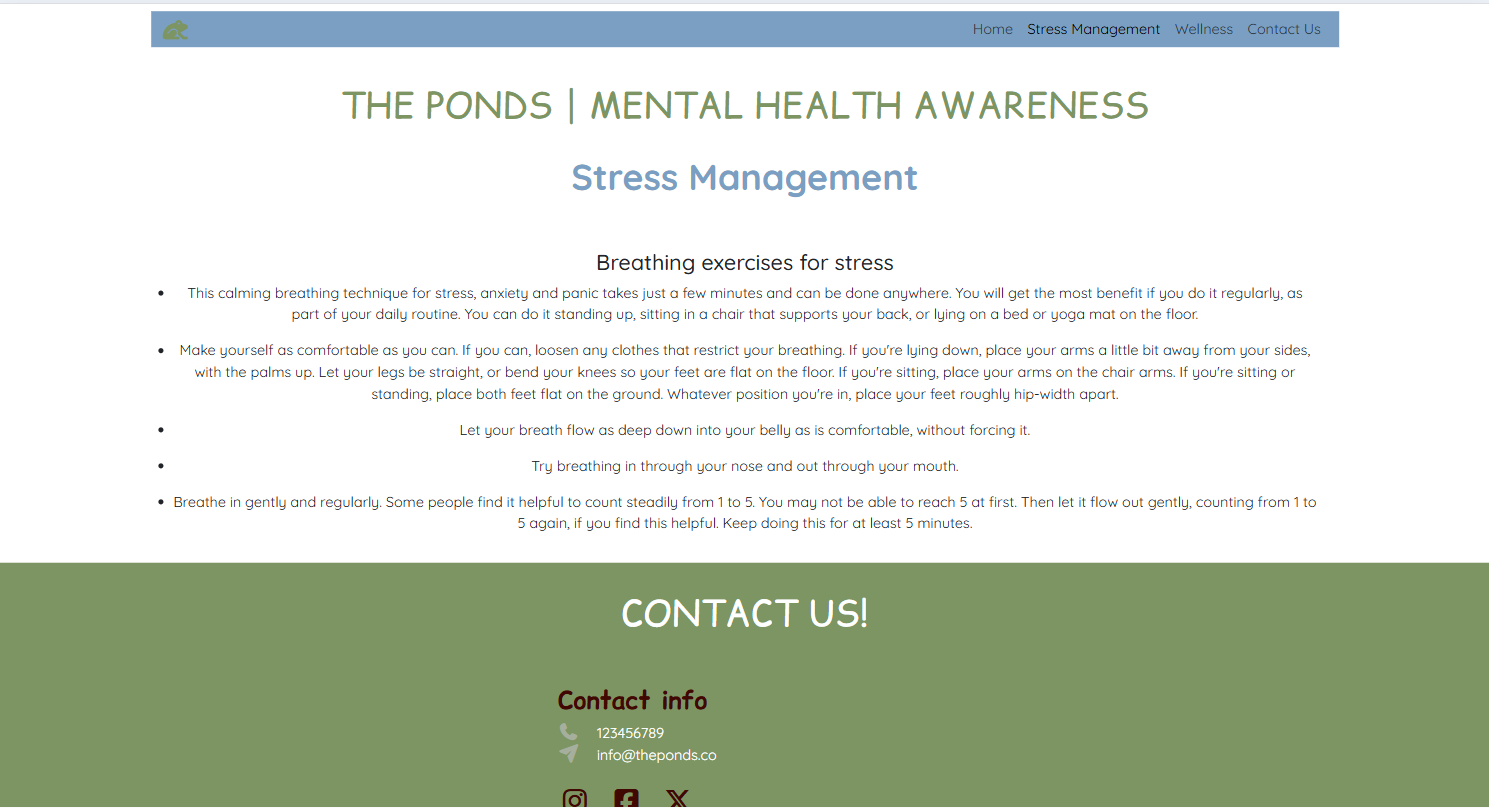 Home Stress Management Wellness Contact Us
THE PONDS | MENTAL HEALTH AWARENESS
Stress Management
Breathing exercises for stress
• This calming breathing technique for stress, anxiety and panic takes just a few minutes and can be done anywhere. You will get the most benefit if you do it regularly, as
part of your daily routine. You can do it standing up, sitting in a chair that supports your back, or lying on a bed or yoga mat on the floor.
• Make yourself as comfortable as you can. If you can, loosen any clothes that restrict your breathing. If you're lying down, place your arms a little bit away from your sides,
with the palms up. Let your legs be straight, or bend your knees so your feet are flat on the floor. If you're sitting, place your arms on the chair arms. If you're sitting or
standing, place both feet flat on the ground. Whatever position you're in, place your feet roughly hip-width apart.
• Let your breath flow as deep down into your belly as is comfortable, without forcing it.
• Try breathing in through your nose and out through your mouth.
• Breathe in gently and regularly. Some people find it helpful to count steadily from 1 to 5. You may not be able to reach 5 at first. Then let it flow out gently, counting from 1 to
5 again, if you find this helpful. Keep doing this for at least 5 minutes.
CONTACT US!
Contact info
123456789
info@theponds.co